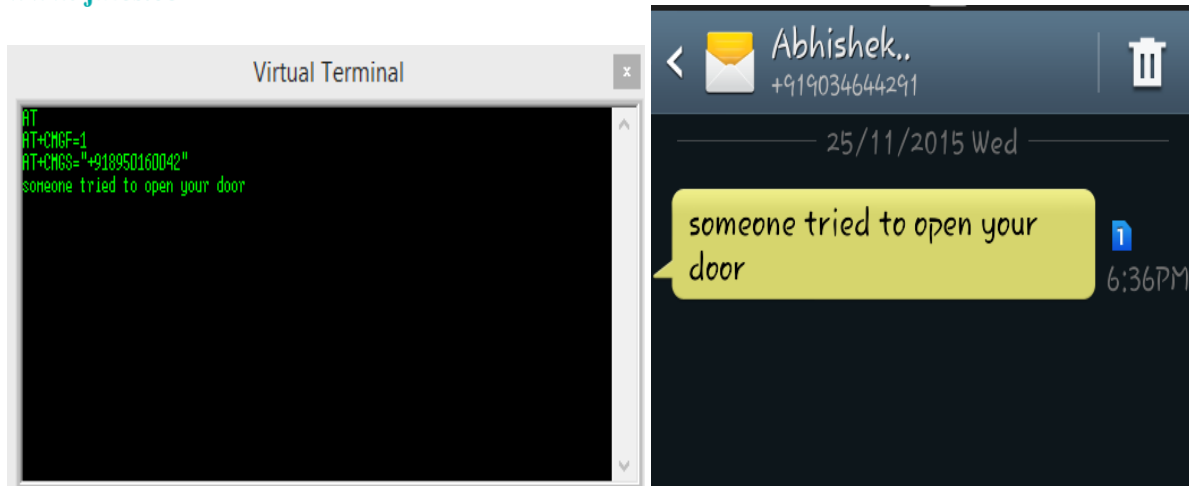 Virtual Terminal
x
AT
AT+CMGF=1
AT+CMGS="+918950160042"
someone tried to open your door
Abhishek..
+919034644291
25/11/2015 Wed
someone tried to open your
door
1
6:36PM